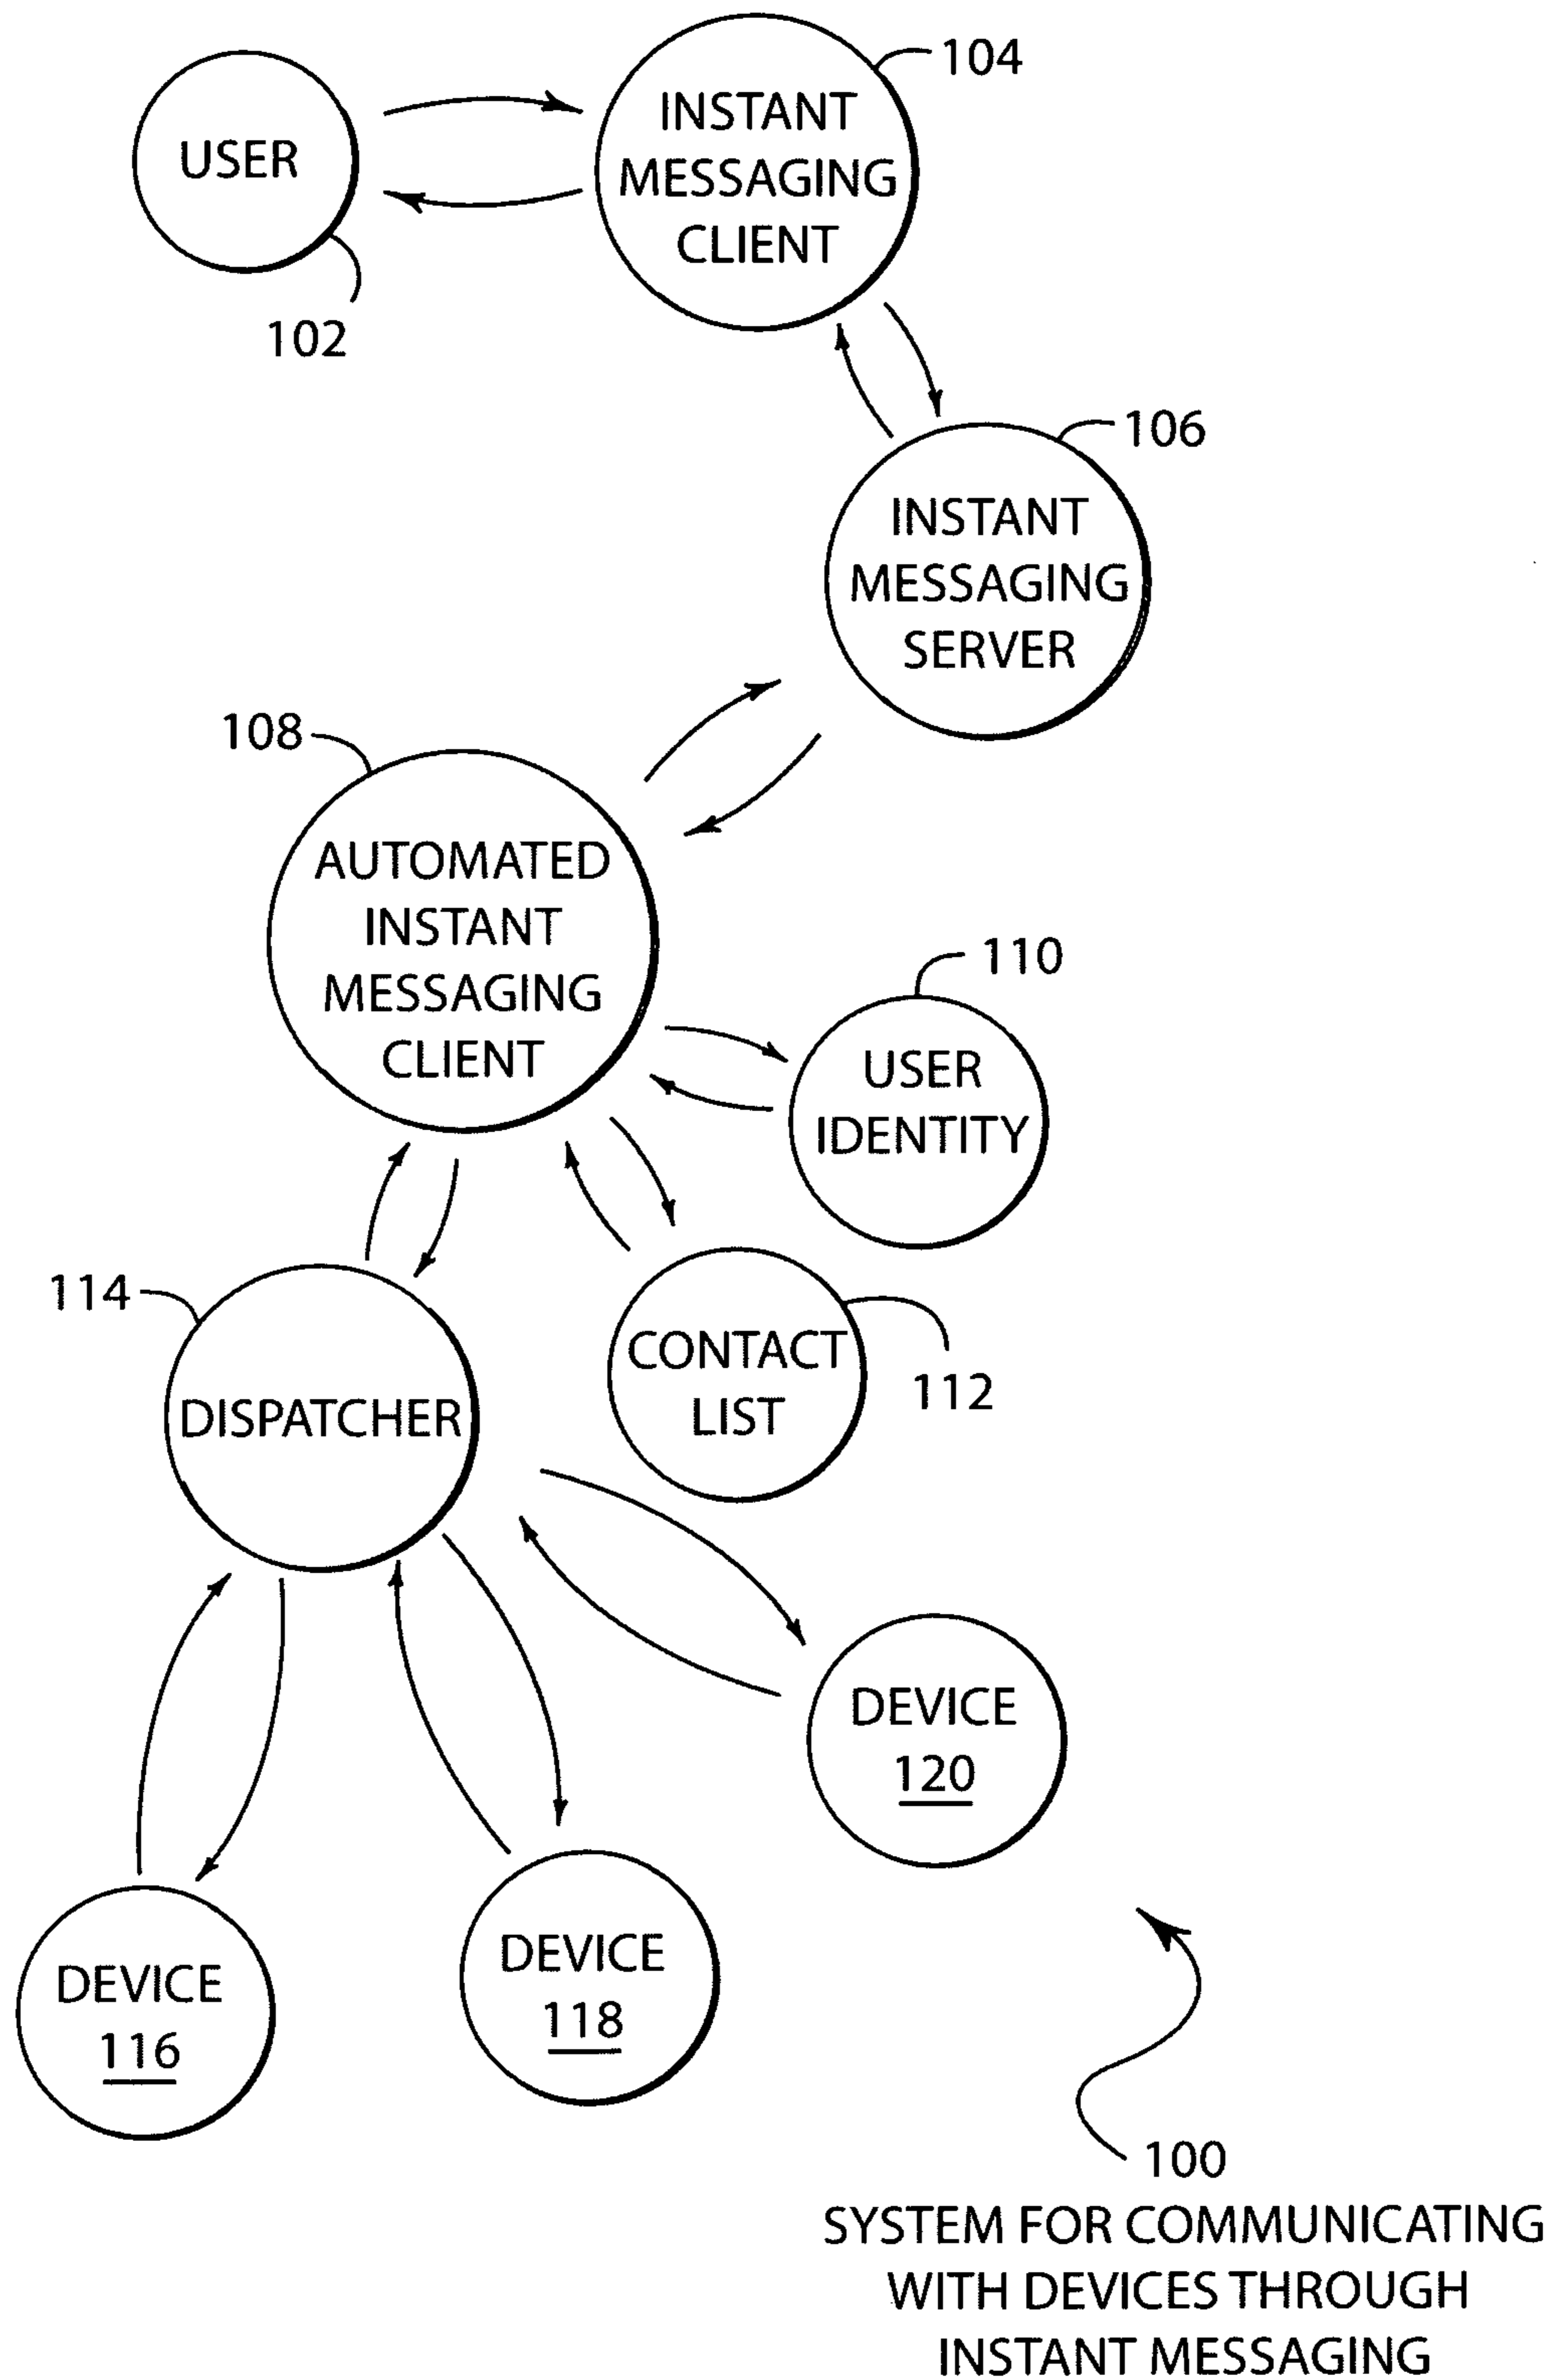 104
INSTANT
MESSAGING
CLIENT
USER
102
106
INSTANT
MESSAGING
SERVER
108
AUTOMATED
INSTANT
MESSAGING
CLIENT
110
USER
IDENTITY
114
DISPATCHER
CONTACT
LIST
112
DEVICE
120
DEVICE
118
DEVICE
116
100
SYSTEM FOR COMMUNICATING
WITH DEVICES THROUGH
INSTANT MESSAGING